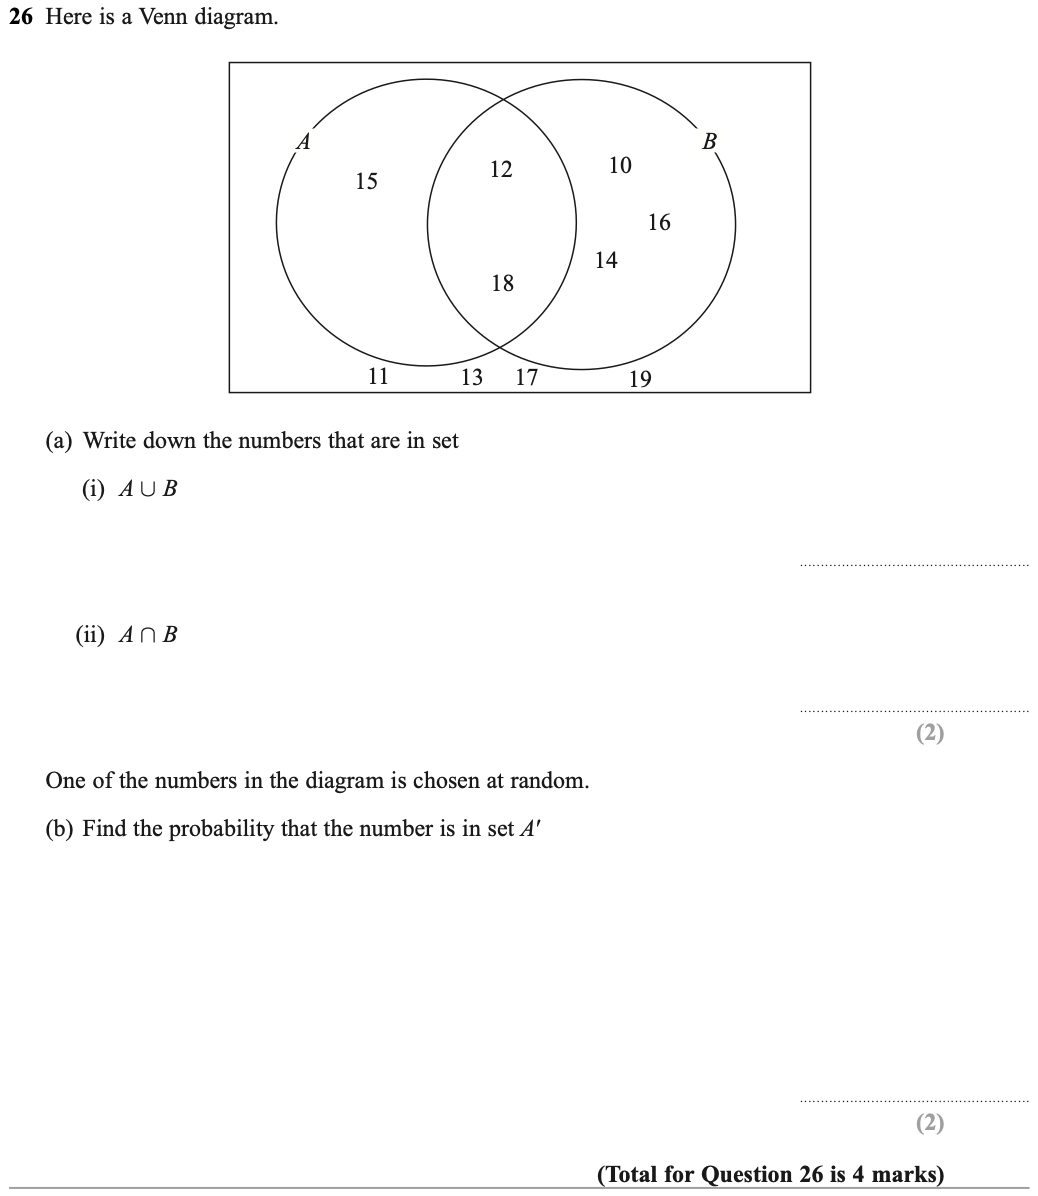 26 Here is a Venn diagram.
A
B
15
12
10
16
14
18
11 13 17 19
(a) Write down the numbers that are in set
(i) A ∪ B
(ii) A ∩ B
(2)
One of the numbers in the diagram is chosen at random.
(b) Find the probability that the number is in set A′
(2)
(Total for Question 26 is 4 marks)